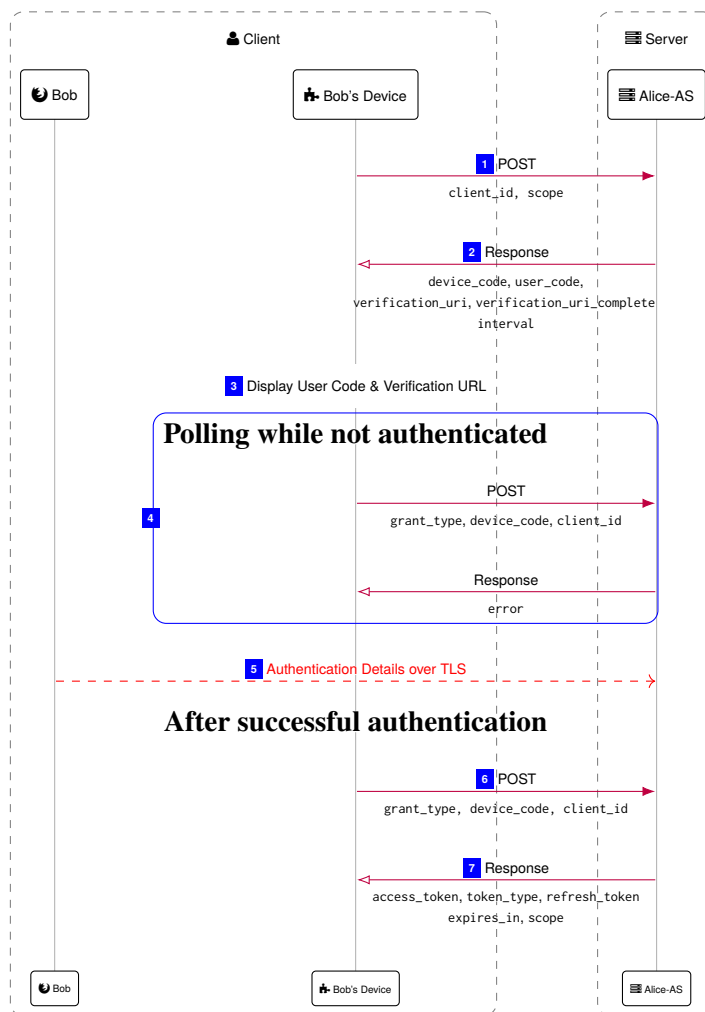 Client
Server
Bob
Bob's Device
Alice-AS
1 POST
client_id, scope
2 Response
device_code, user_code,
verification_uri, verification_uri_complete
interval
3 Display User Code & Verification URL
Polling while not authenticated
POST
4
grant_type, device_code, client_id
Response
error
5 Authentication Details over TLS
After successful authentication
6 POST
grant_type, device_code, client_id
7 Response
access_token, token_type, refresh_token
expires_in, scope
Bob
Bob's Device
Alice-AS